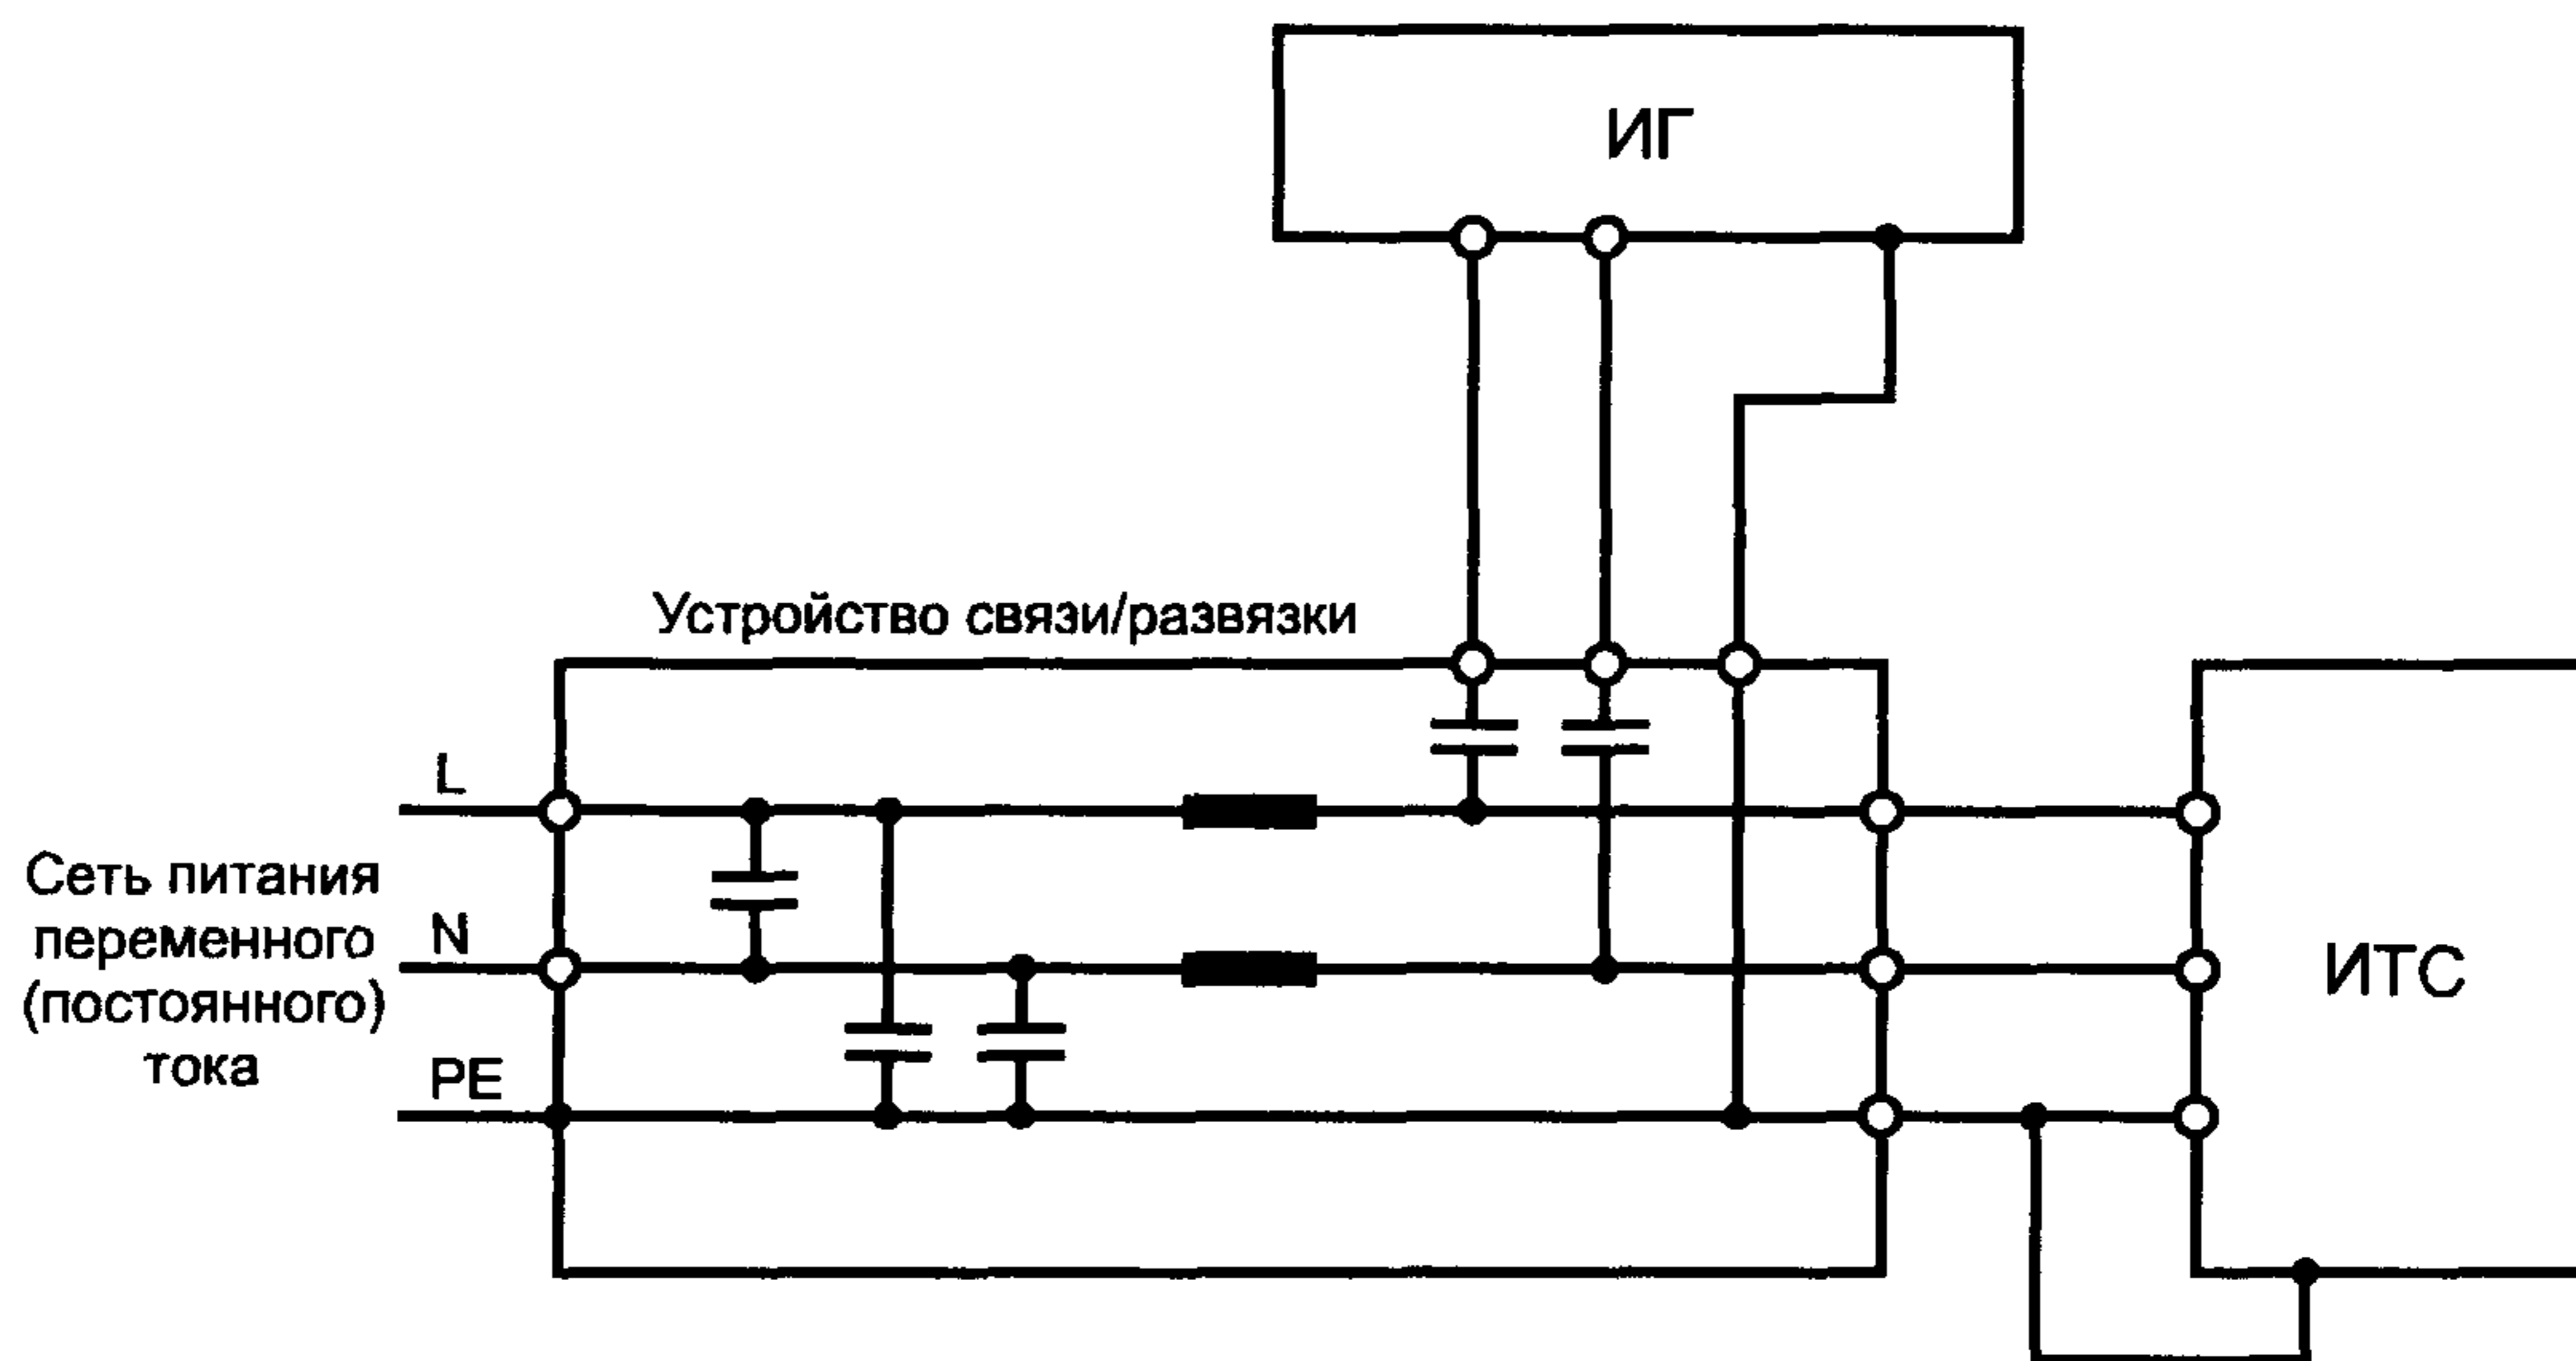 ИГ
Устройство связи/развязки
L
Сеть питания
переменного
(постоянного)
тока
N
PE
ИТС